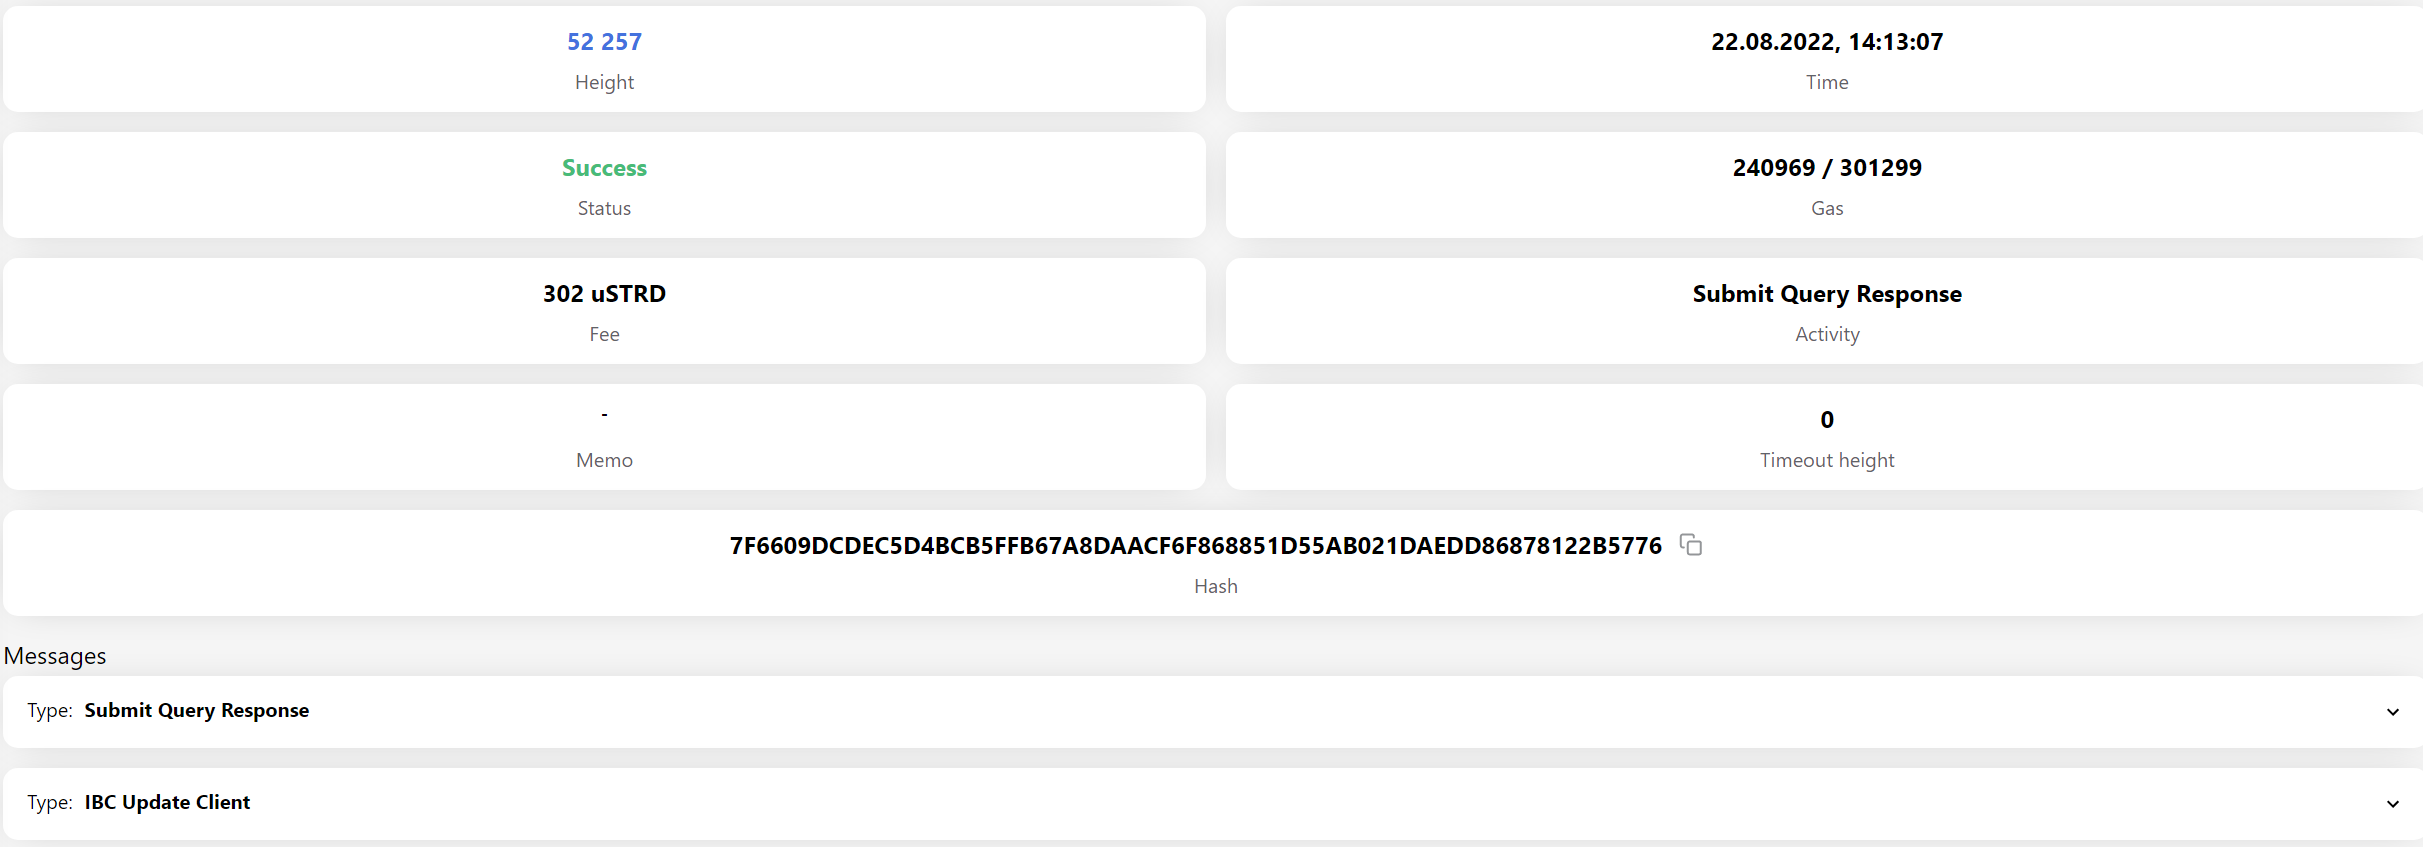 52 257
Height
22.08.2022, 14:13:07
Time
Success
Status
240969 / 301299
Gas
302 uSTRD
Fee
Submit Query Response
Activity
-
Memo
0
Timeout height
7F6609DCDEC5D4BCB5FFB67A8DAACF6F868851D55AB021DAEDD86878122B5776
Hash
Messages
Type: Submit Query Response
Type: IBC Update Client